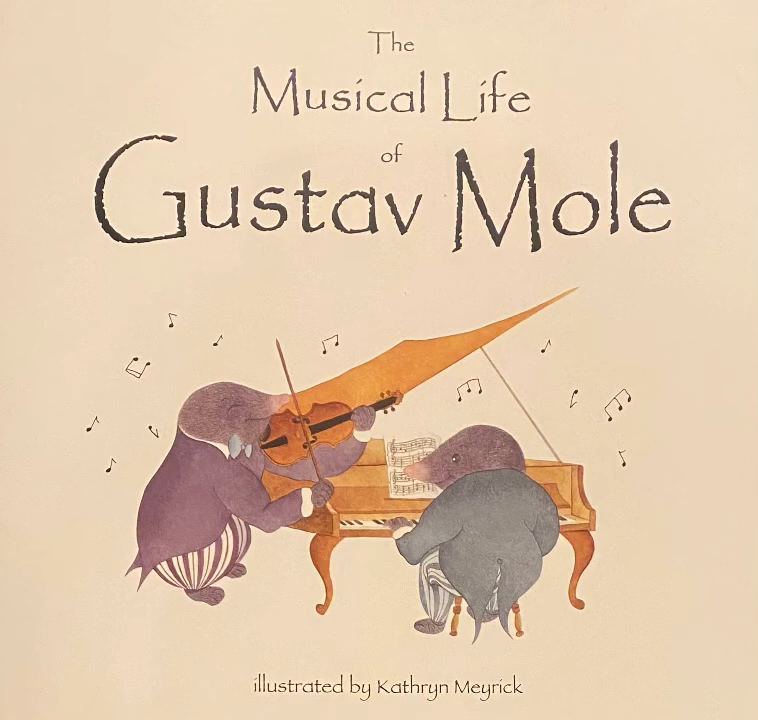 The
Musical Life
of
Gustav Mole
illustrated by Kathryn Meyrick